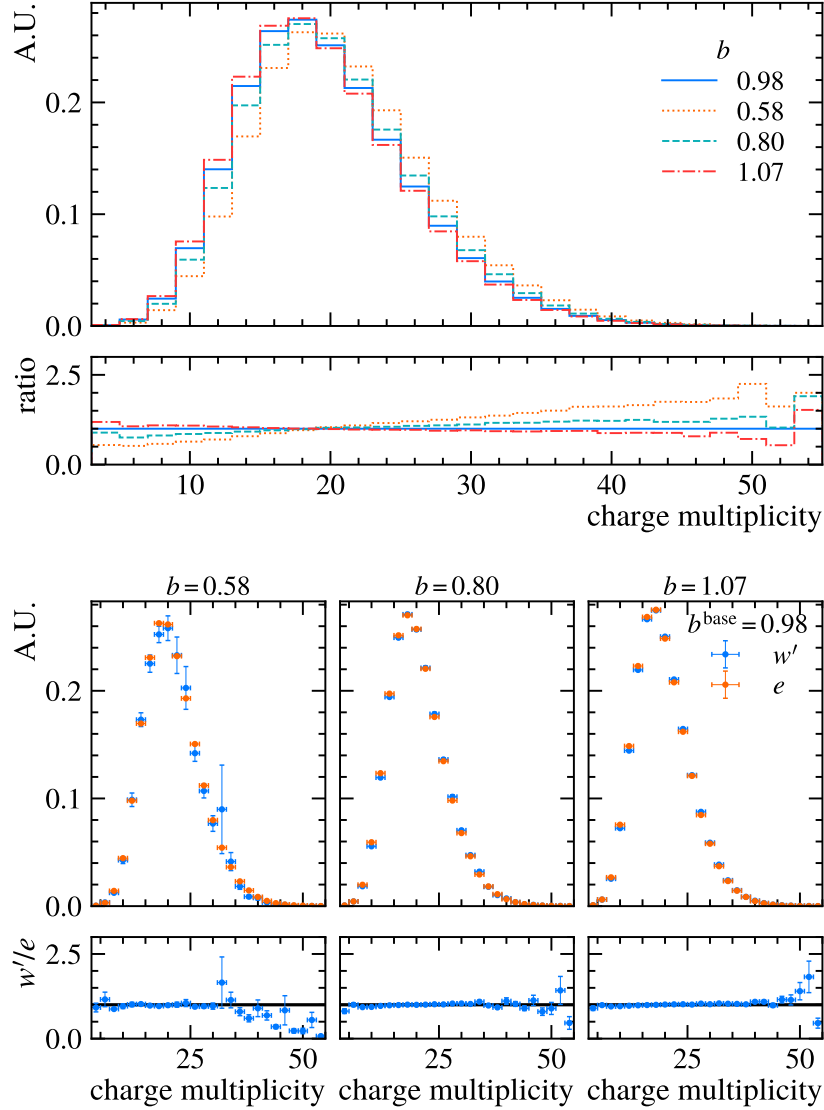 A.U.
b
0.98
0.58
0.80
1.07
0.2
0.1
0.0
ratio
2.5
0.0
10 20 30 40 50
charge multiplicity
b = 0.58 b = 0.80 b = 1.07
A.U.
b^base = 0.98
w′
e
0.2
0.1
0.0
w′/e
2.5
0.0
25 50 25 50 25 50
charge multiplicity charge multiplicity charge multiplicity